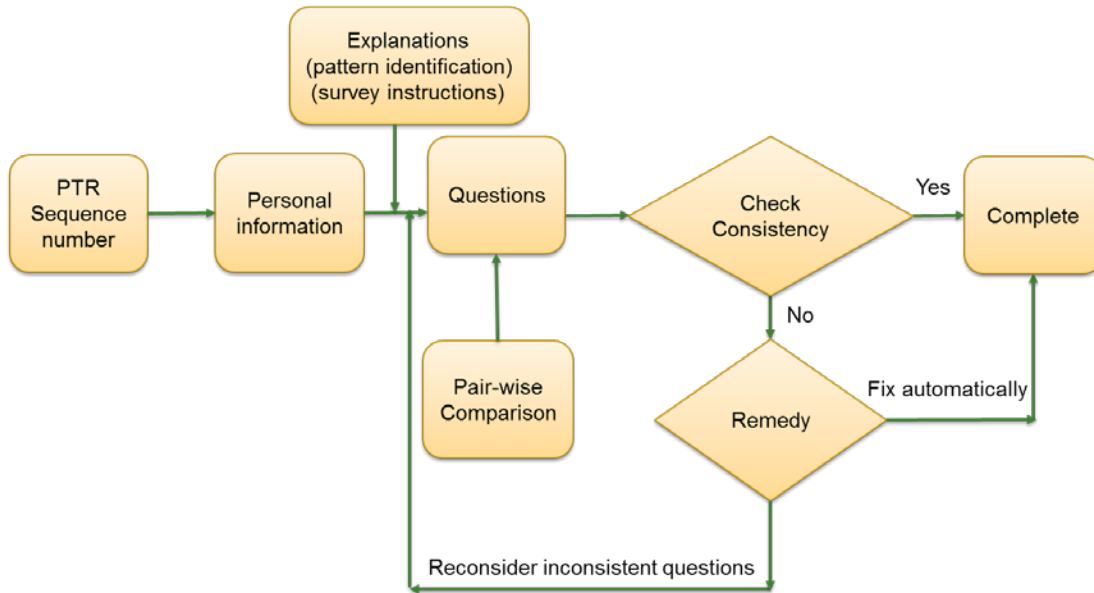 Explanations
(pattern identification)
(survey instructions)
PTR
Sequence
number
Personal
information
Questions
Check
Consistency
Yes
Complete
No
Pair-wise
Comparison
Remedy
Fix automatically
Reconsider inconsistent questions